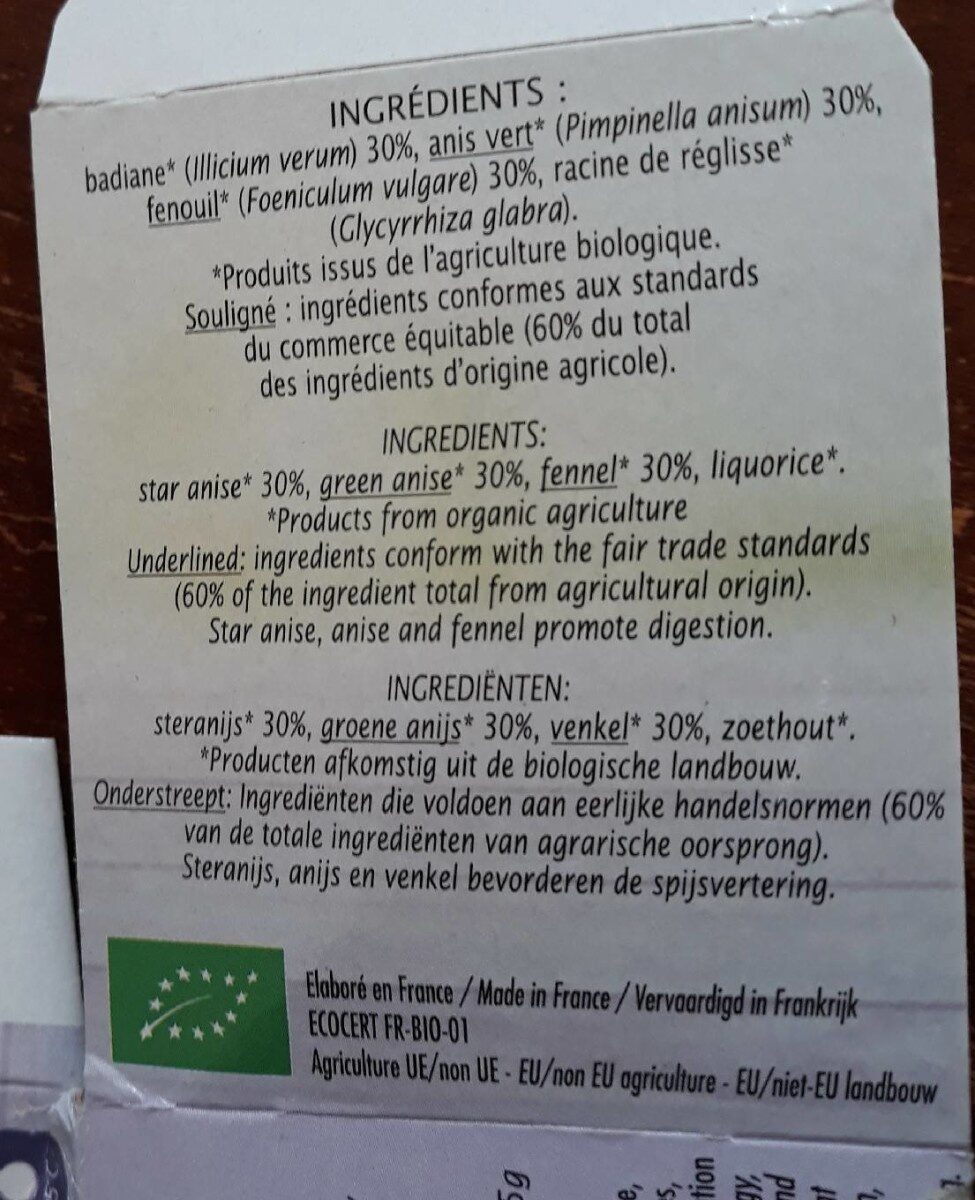 INGRÉDIENTS :
badiane* (Illicium verum) 30%, anis vert* (Pimpinella anisum) 30%,
fenouil* (Foeniculum vulgare) 30%, racine de réglisse*
(Glycyrrhiza glabra).
*Produits issus de l'agriculture biologique.
Souligné : ingrédients conformes aux standards
du commerce équitable (60% du total
des ingrédients d'origine agricole).
INGREDIENTS:
star anise* 30%, green anise* 30%, fennel* 30%, liquorice*.
*Products from organic agriculture
Underlined: ingredients conform with the fair trade standards
(60% of the ingredient total from agricultural origin).
Star anise, anise and fennel promote digestion.
INGREDIËNTEN:
steranijs* 30%, groene anijs* 30%, venkel* 30%, zoethout*.
*Producten afkomstig uit de biologische landbouw.
Onderstreept: Ingrediënten die voldoen aan eerlijke handelsnormen (60%
van de totale ingrediënten van agrarische oorsprong).
Steranijs, anijs en venkel bevorderen de spijsvertering.
Elaboré en France / Made in France / Vervaardigd in Frankrijk
ECOCERT FR-BIO-01
Agriculture UE/non UE - EU/non EU agriculture - EU/niet-EU landbouw